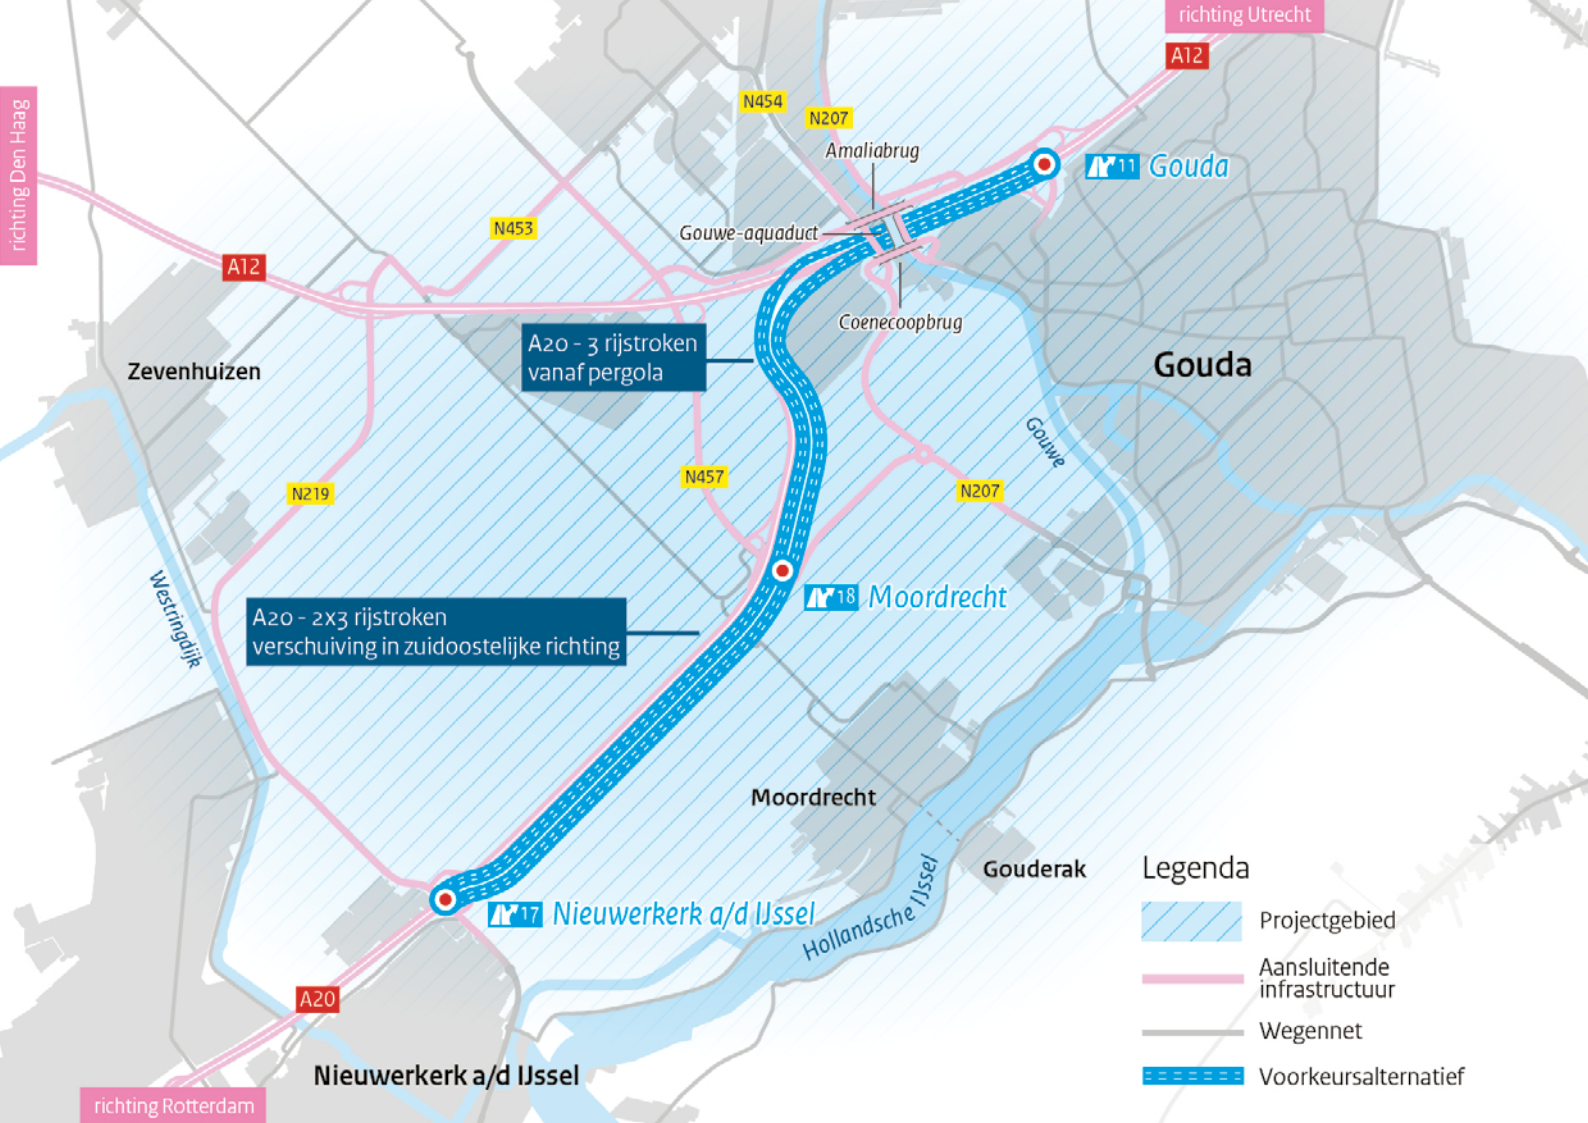 richting Utrecht
A12
richting Den Haag
N454
N207
Amaliabrug
11 Gouda
N453
Gouwe-aquaduct
A12
Coenecoopbrug
A20 - 3 rijstroken
vanaf pergola
Zevenhuizen
Gouda
Gouwe
N457
N219
N207
Westringdijk
18 Moordrecht
A20 - 2x3 rijstroken
verschuiving in zuidoostelijke richting
Moordrecht
Gouderak
Hollandsche IJssel
17 Nieuwerkerk a/d IJssel
A20
Nieuwerkerk a/d IJssel
richting Rotterdam
Legenda
Projectgebied
Aansluitende
infrastructuur
Wegennet
Voorkeursalternatief